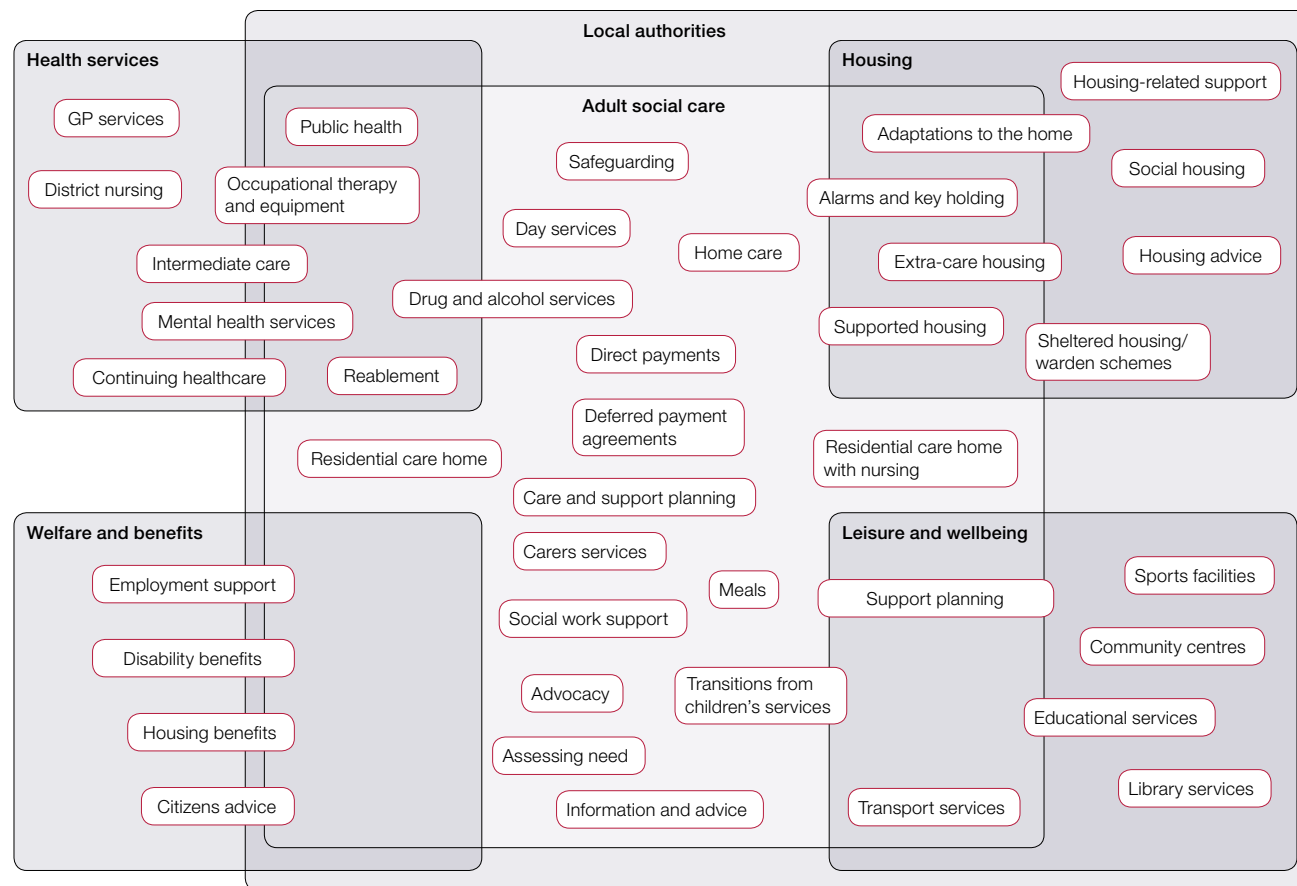 Local authorities
Health services
Housing
Adult social care
GP services
Public health
District nursing
Occupational therapy
and equipment
Intermediate care
Mental health services
Continuing healthcare
Reablement
Drug and alcohol services
Safeguarding
Day services
Home care
Direct payments
Deferred payment
agreements
Housing-related support
Adaptations to the home
Social housing
Alarms and key holding
Extra-care housing
Housing advice
Supported housing
Sheltered housing/
warden schemes
Residential care home
Residential care home
with nursing
Care and support planning
Carers services
Meals
Social work support
Advocacy
Transitions from
children’s services
Assessing need
Information and advice
Welfare and benefits
Employment support
Disability benefits
Housing benefits
Citizens advice
Leisure and wellbeing
Sports facilities
Support planning
Community centres
Educational services
Library services
Transport services